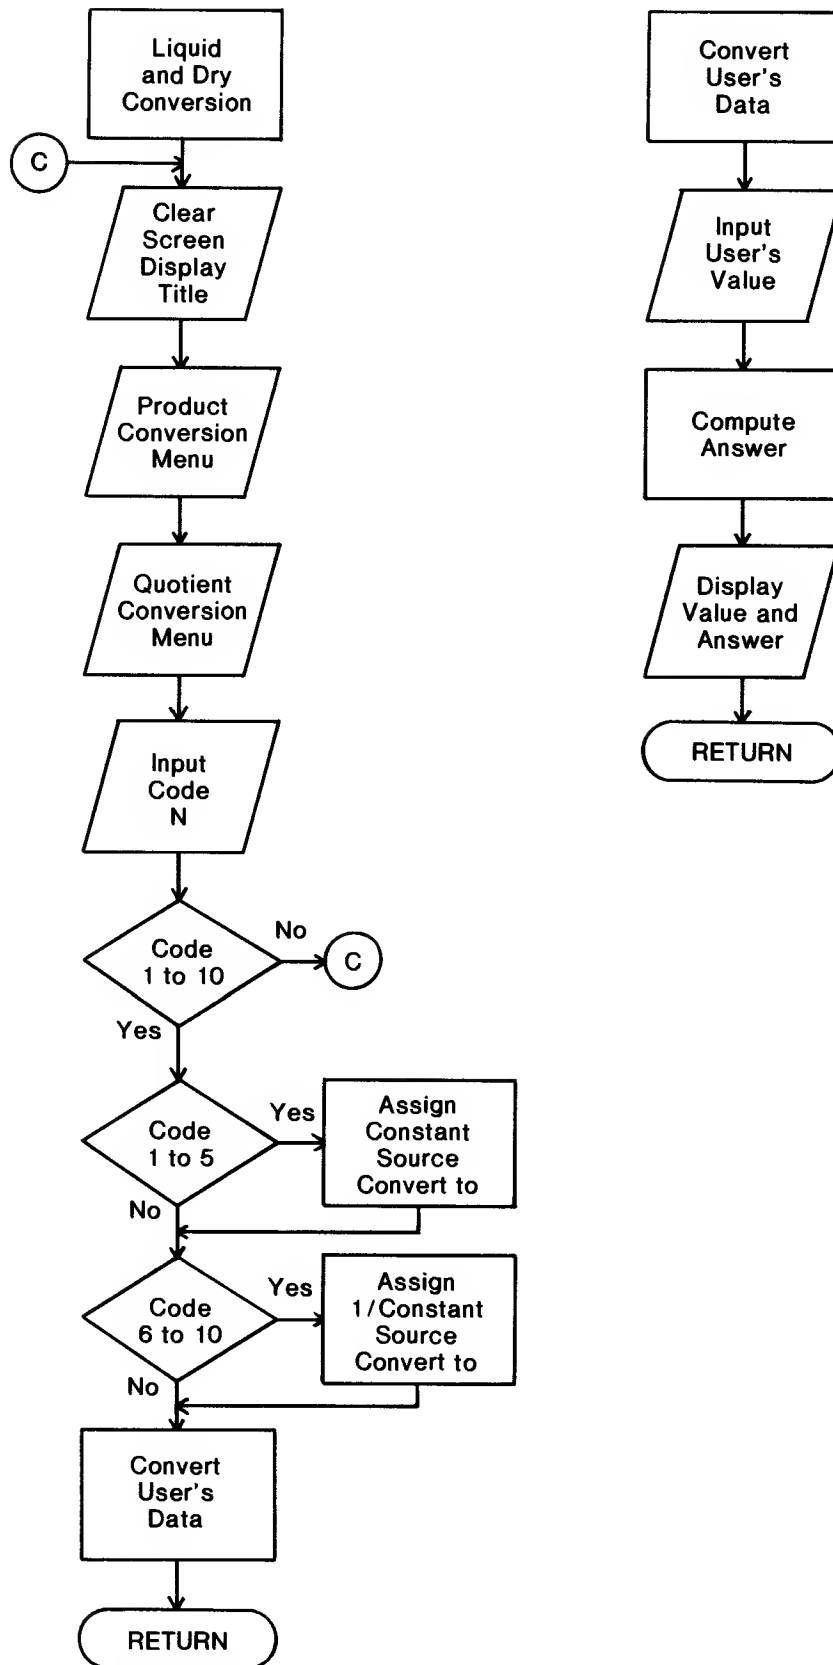 Liquid
and Dry
Conversion
C
Clear
Screen
Display
Title
Product
Conversion
Menu
Quotient
Conversion
Menu
Input
Code
N
Code
1 to 10
No
C
Yes
Code
1 to 5
Yes
Assign
Constant
Source
Convert to
No
Code
6 to 10
Yes
Assign
1/Constant
Source
Convert to
No
Convert
User's
Data
RETURN
Convert
User's
Data
Input
User's
Value
Compute
Answer
Display
Value and
Answer
RETURN